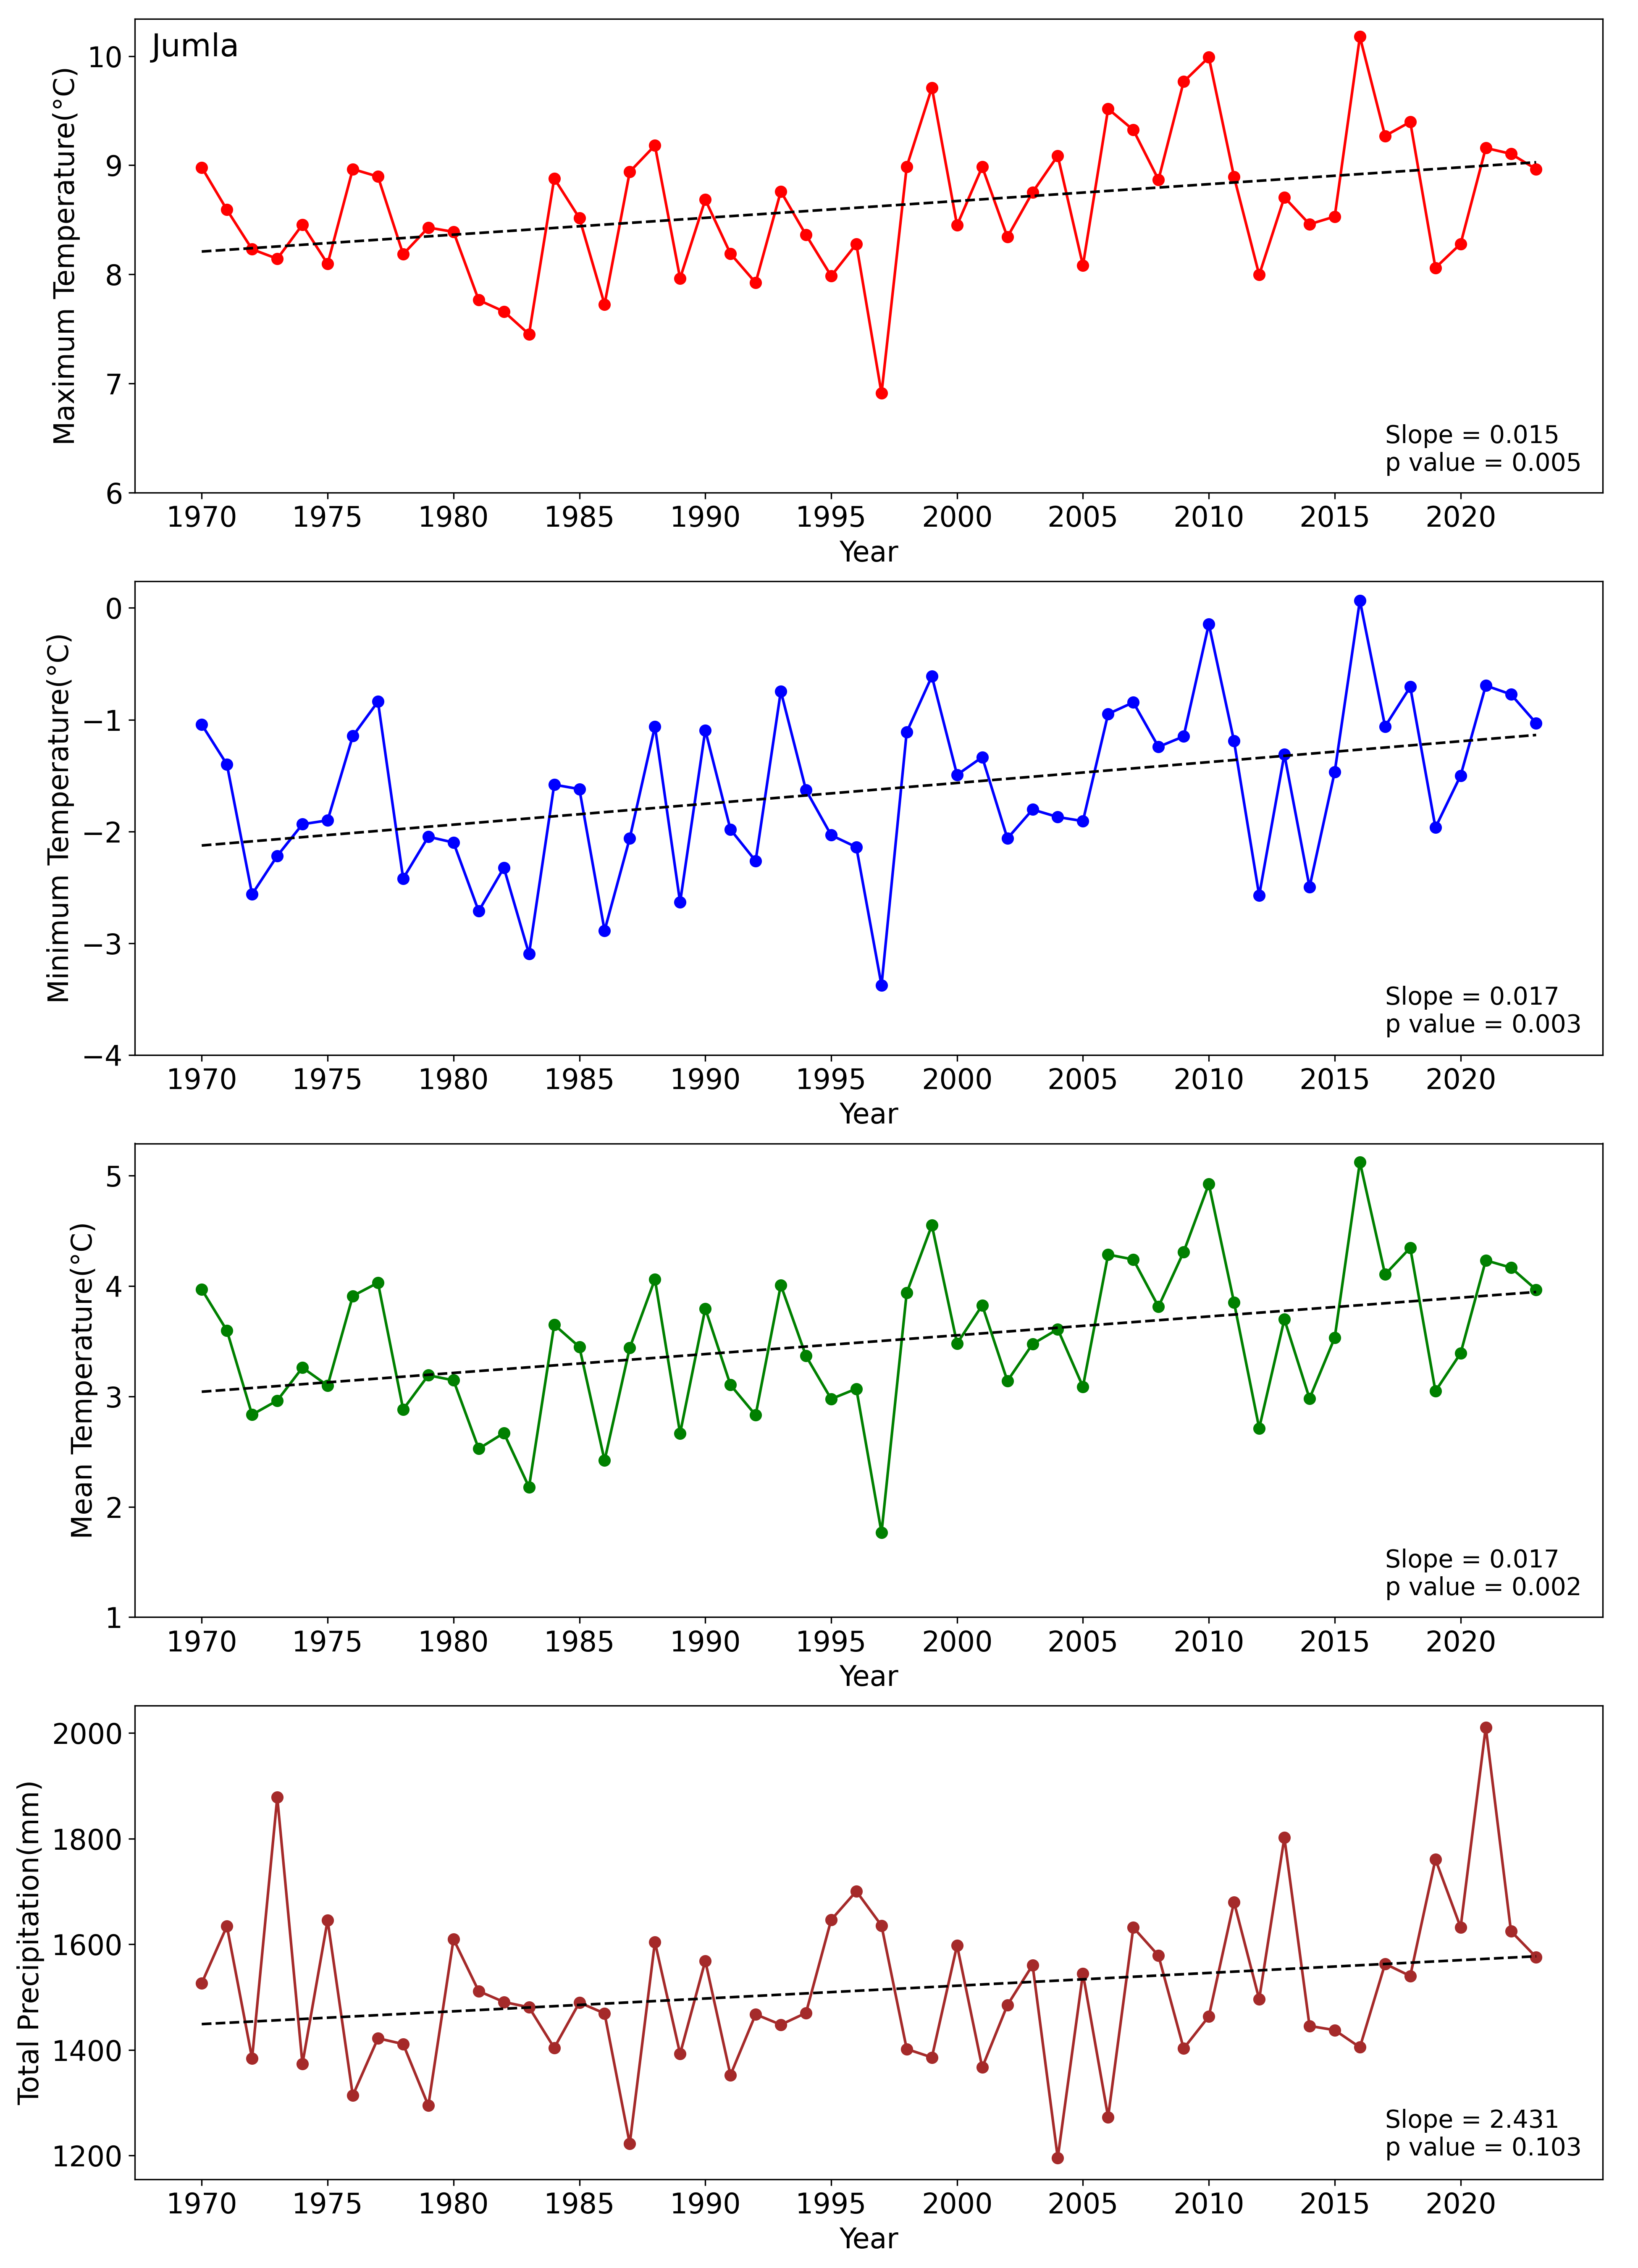 Jumla
Maximum Temperature(°C)
10
9
8
7
6
Slope = 0.015
p value = 0.005
1970 1975 1980 1985 1990 1995 2000 2005 2010 2015 2020
Year
Minimum Temperature(°C)
0
−1
−2
−3
−4
Slope = 0.017
p value = 0.003
1970 1975 1980 1985 1990 1995 2000 2005 2010 2015 2020
Year
Mean Temperature(°C)
5
4
3
2
1
Slope = 0.017
p value = 0.002
1970 1975 1980 1985 1990 1995 2000 2005 2010 2015 2020
Year
Total Precipitation(mm)
2000
1800
1600
1400
1200
Slope = 2.431
p value = 0.103
1970 1975 1980 1985 1990 1995 2000 2005 2010 2015 2020
Year